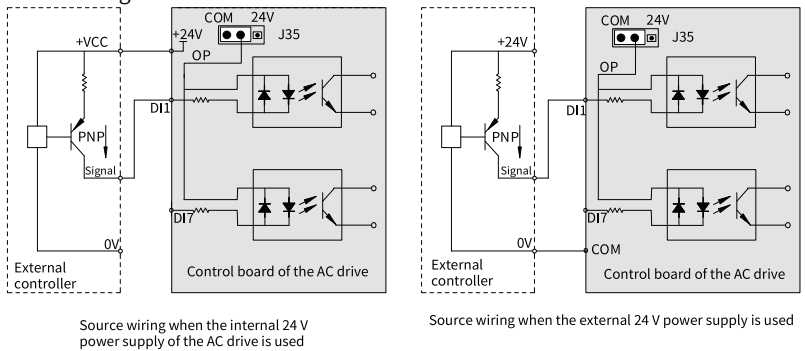 COM 24V
J35
+VCC
+24V
OP
DI1
PNP
Signal
DI7
0V
External
controller
Control board of the AC drive
Source wiring when the internal 24 V
power supply of the AC drive is used
COM 24V
J35
+24V
OP
DI1
PNP
Signal
DI7
0V
COM
External
controller
Control board of the AC drive
Source wiring when the external 24 V power supply is used